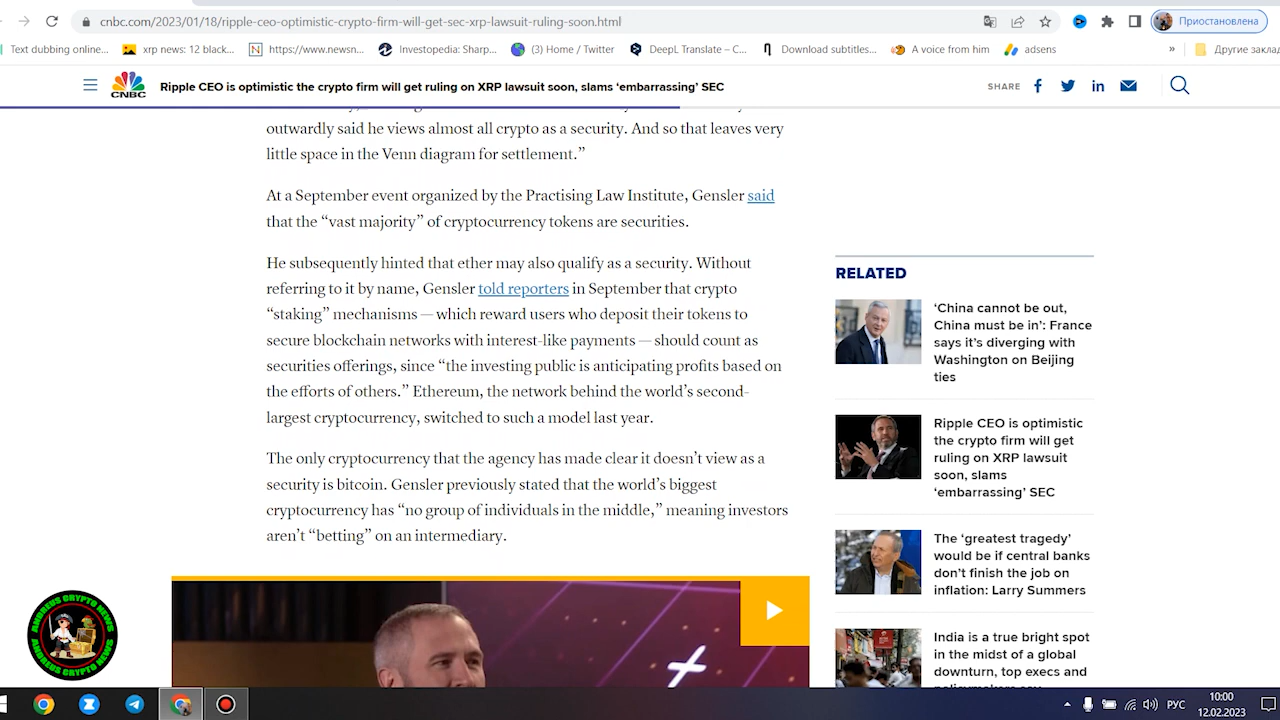 cnbc.com/2023/01/18/ripple-ceo-optimistic-crypto-firm-will-get-sec-xrp-lawsuit-ruling-soon.html
Приостановлена
Text dubbing online...
xrp news: 12 black...
https://www.newsn...
Investopedia: Sharp...
(3) Home / Twitter
DeepL Translate – C...
Download subtitles...
A voice from him
adsens
»
Другие закла
CNBC
Ripple CEO is optimistic the crypto firm will get ruling on XRP lawsuit soon, slams ‘embarrassing’ SEC
SHARE
outwardly said he views almost all crypto as a security. And so that leaves very
little space in the Venn diagram for settlement.”
At a September event organized by the Practising Law Institute, Gensler said
that the “vast majority” of cryptocurrency tokens are securities.
He subsequently hinted that ether may also qualify as a security. Without
referring to it by name, Gensler told reporters in September that crypto
“staking” mechanisms — which reward users who deposit their tokens to
secure blockchain networks with interest-like payments — should count as
securities offerings, since “the investing public is anticipating profits based on
the efforts of others.” Ethereum, the network behind the world’s second-
largest cryptocurrency, switched to such a model last year.
The only cryptocurrency that the agency has made clear it doesn’t view as a
security is bitcoin. Gensler previously stated that the world’s biggest
cryptocurrency has “no group of individuals in the middle,” meaning investors
aren’t “betting” on an intermediary.
RELATED
‘China cannot be out,
China must be in’: France
says it’s diverging with
Washington on Beijing
ties
Ripple CEO is optimistic
the crypto firm will get
ruling on XRP lawsuit
soon, slams
‘embarrassing’ SEC
The ‘greatest tragedy’
would be if central banks
don’t finish the job on
inflation: Larry Summers
India is a true bright spot
in the midst of a global
downturn, top execs and
ANDREUS CRYPTO NEWS
ANDREUS CRYPTO NEWS
РУС
10:00
12.02.2023